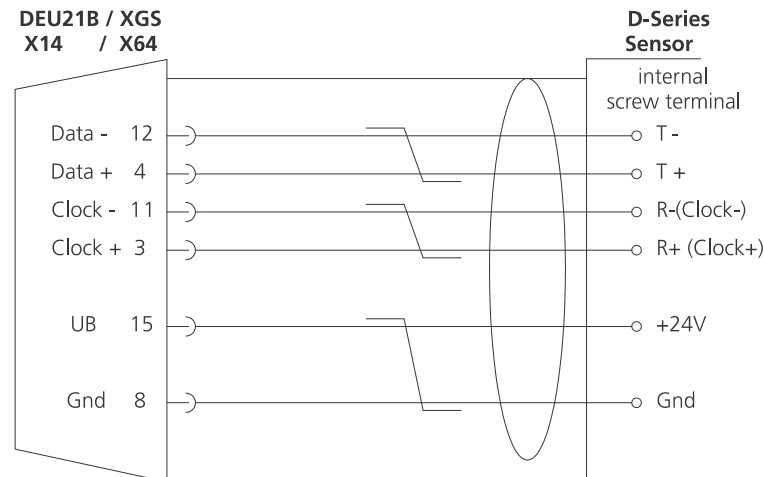 DEU21B / XGS
X14 / X64
D-Series
Sensor
internal
screw terminal
Data - 12
T -
Data + 4
T +
Clock - 11
R-(Clock-)
Clock + 3
R+ (Clock+)
UB 15
+24V
Gnd 8
Gnd